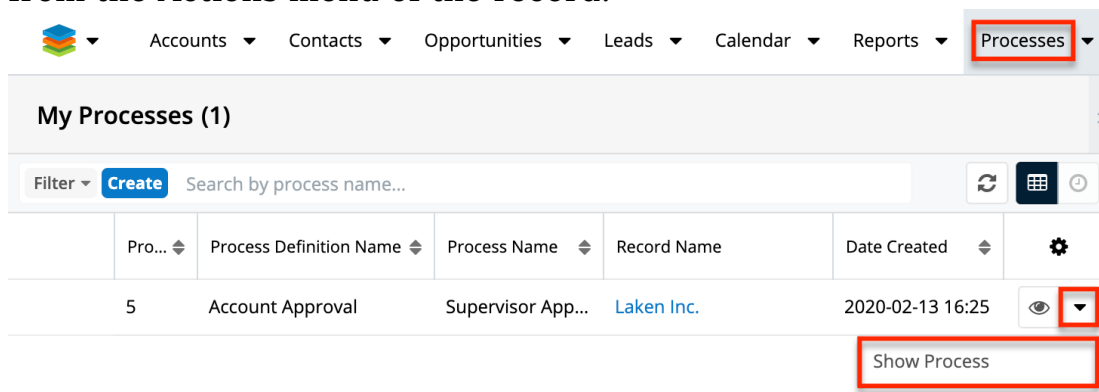 from the Actions menu of the record.
Accounts Contacts Opportunities Leads Calendar Reports Processes
My Processes (1)
Filter Create Search by process name...
Pro... Process Definition Name Process Name Record Name Date Created
5 Account Approval Supervisor App... Laken Inc. 2020-02-13 16:25
Show Process